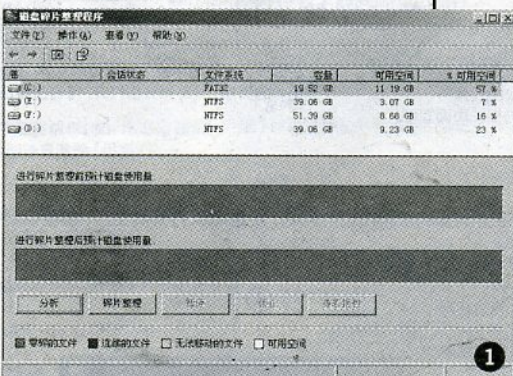 磁盘碎片整理程序
文件(F) 操作(A) 查看(V) 帮助(H)
卷 会话状态 文件系统 容量 可用空间 % 可用空间
(C:) FAT32 19.52 GB 11.19 GB 57 %
(E:) NTFS 39.06 GB 3.07 GB 7 %
(F:) NTFS 51.39 GB 8.66 GB 16 %
(D:) NTFS 39.06 GB 9.23 GB 23 %
进行碎片整理前预计磁盘使用量
进行碎片整理后预计磁盘使用量
分析 碎片整理 暂停 停止 查看报告
零碎的文件 连续的文件 无法移动的文件 可用空间
1